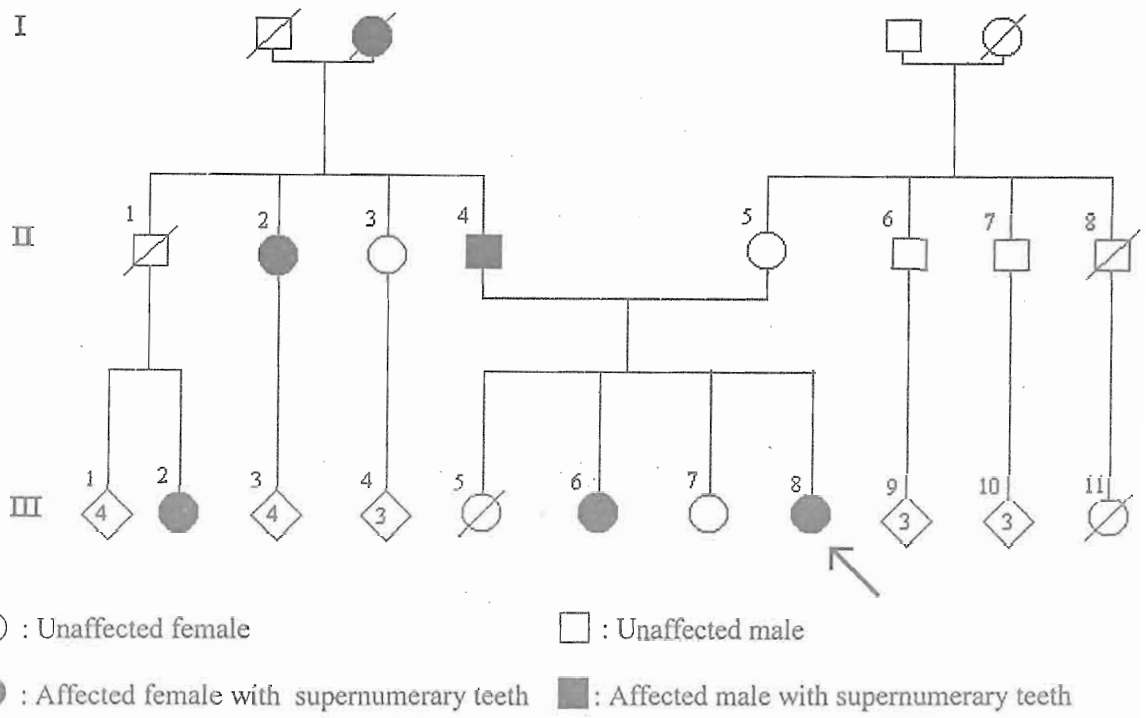 I
1 2 3 4 5 6 7 8
II
1 2 3 4 5 6 7 8 9 10 11
III
4 4 3 3 3
: Unaffected female : Unaffected male
: Affected female with supernumerary teeth : Affected male with supernumerary teeth